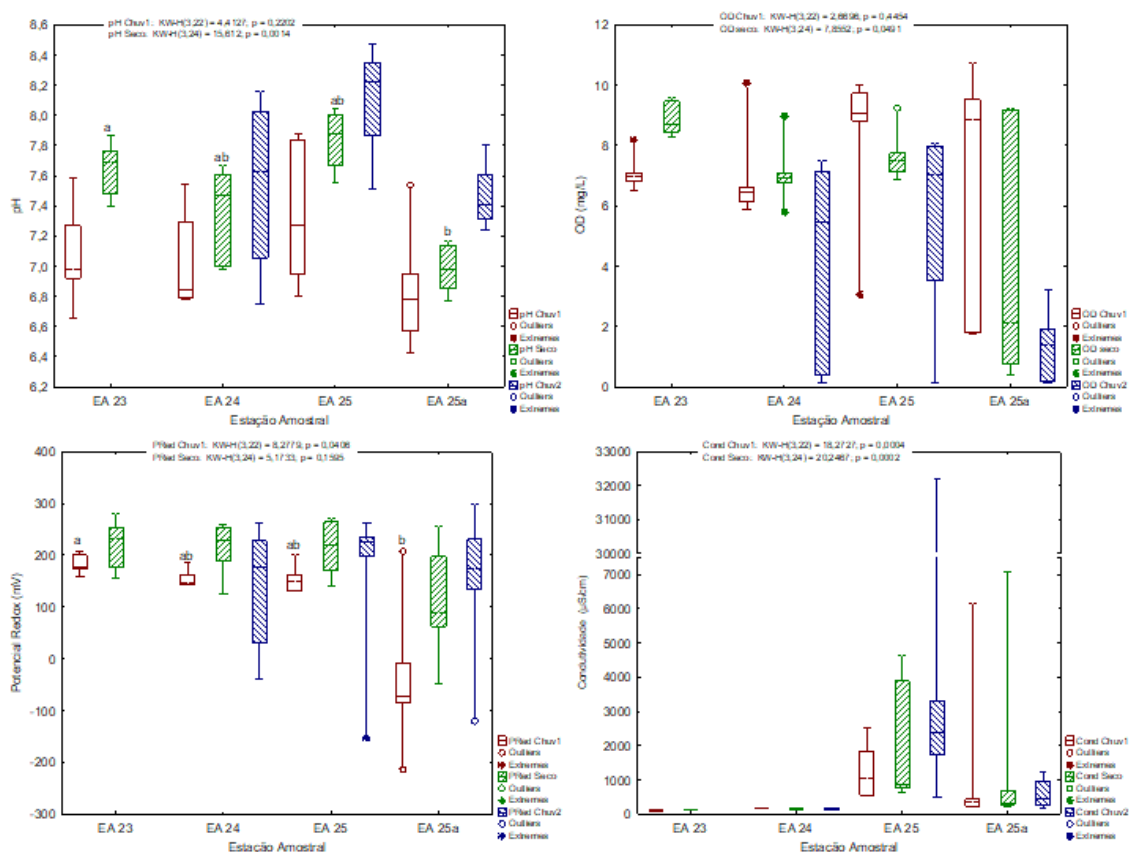 pH Chuv1: KW-H(3,22) = 4,4127; p = 0,2202
pH Seco: KW-H(3,24) = 15,612; p = 0,0014
8,6
8,4
8,2
8,0
7,8
7,6
7,4
7,2
7,0
6,8
6,6
6,4
6,2
pH
a
ab
ab
b
EA 23
EA 24
EA 25
EA 25a
Estação Amostral
pH Chuv1
Outliers
Extremes
pH Seco
Outliers
Extremes
pH Chuv2
Outliers
Extremes
OD Chuv1: KW-H(3,22) = 2,6696; p = 0,4454
OD seco: KW-H(3,24) = 7,8552; p = 0,0491
12
10
8
6
4
2
0
OD (mg/L)
EA 23
EA 24
EA 25
EA 25a
Estação Amostral
OD Chuv1
Outliers
Extremes
OD seco
Outliers
Extremes
OD Chuv2
Outliers
Extremes
PRed Chuv1: KW-H(3,22) = 8,2779; p = 0,0406
PRed Seco: KW-H(3,24) = 5,1733; p = 0,1595
400
300
200
100
0
-100
-200
-300
Potencial Redox (mV)
a
ab
ab
b
EA 23
EA 24
EA 25
EA 25a
Estação Amostral
PRed Chuv1
Outliers
Extremes
PRed Seco
Outliers
Extremes
PRed Chuv2
Outliers
Extremes
Cond Chuv1: KW-H(3,22) = 18,2727; p = 0,0004
Cond Seco: KW-H(3,24) = 20,2467; p = 0,0002
33000
32000
31000
30000
7000
6000
5000
4000
3000
2000
1000
0
Condutividade (µS/cm)
EA 23
EA 24
EA 25
EA 25a
Estação Amostral
Cond Chuv1
Outliers
Extremes
Cond Seco
Outliers
Extremes
Cond Chuv2
Outliers
Extremes